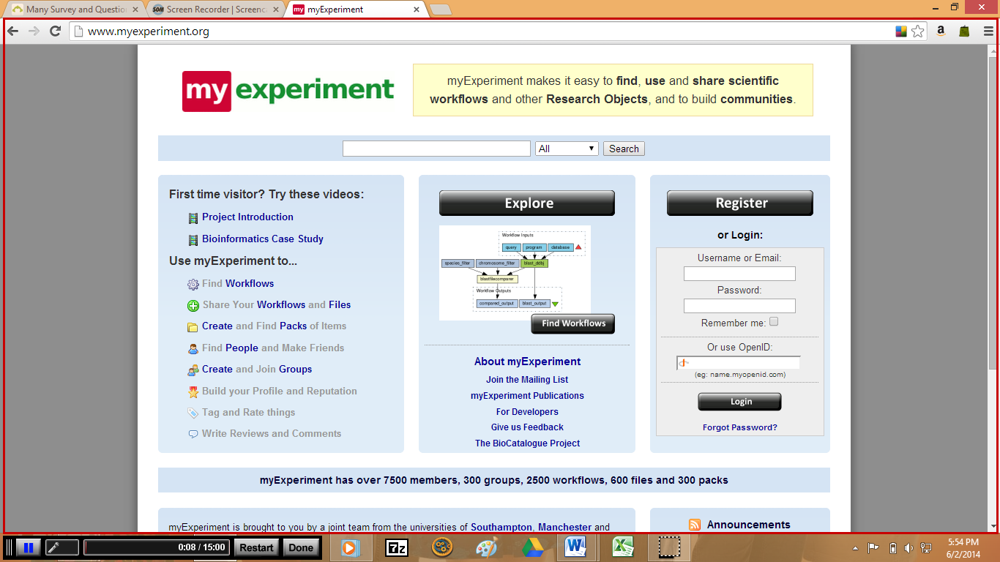 Many Survey and Question
Screen Recorder | Screenc
myExperiment
www.myexperiment.org
my experiment
myExperiment makes it easy to find, use and share scientific
workflows and other Research Objects, and to build communities.
All
Search
First time visitor? Try these videos:
Project Introduction
Bioinformatics Case Study
Use myExperiment to...
Find Workflows
Share Your Workflows and Files
Create and Find Packs of Items
Find People and Make Friends
Create and Join Groups
Build your Profile and Reputation
Tag and Rate things
Write Reviews and Comments
Explore
Workflow Inputs
query program database
species_filter chromosome_filter blast_ddbj
blastfilecomparer
Workflow Outputs
compared_output blast_output
Find Workflows
About myExperiment
Join the Mailing List
myExperiment Publications
For Developers
Give us Feedback
The BioCatalogue Project
Register
or Login:
Username or Email:
Password:
Remember me:
Or use OpenID:
(eg: name.myopenid.com)
Login
Forgot Password?
myExperiment has over 7500 members, 300 groups, 2500 workflows, 600 files and 300 packs
myExperiment is brought to you by a joint team from the universities of Southampton, Manchester and
Announcements
0:08 / 15:00
Restart
Done
7z
5:54 PM
6/2/2014